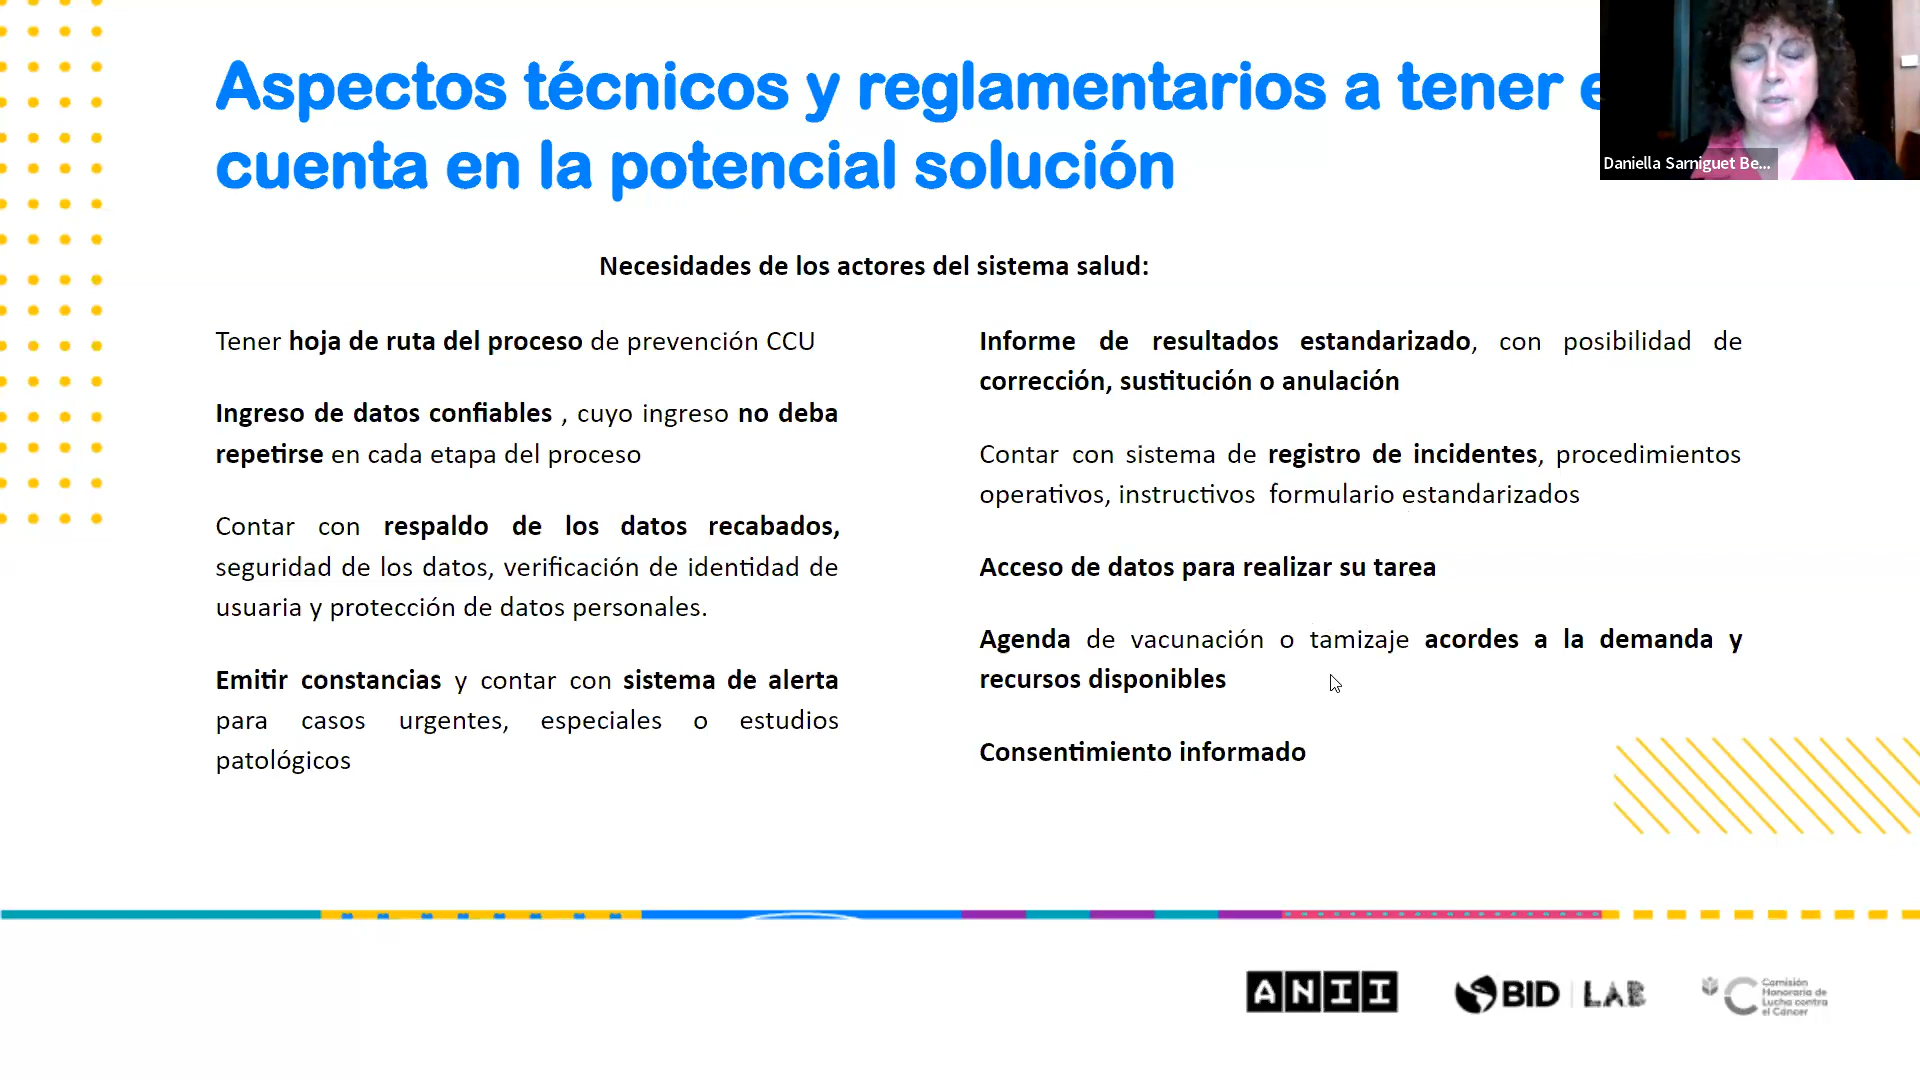 Aspectos técnicos y reglamentarios a tener e
cuenta en la potencial solución
Daniella Sarniguet Be...
Necesidades de los actores del sistema salud:
Tener hoja de ruta del proceso de prevención CCU
Ingreso de datos confiables , cuyo ingreso no deba
repetirse en cada etapa del proceso
Contar con respaldo de los datos recabados,
seguridad de los datos, verificación de identidad de
usuaria y protección de datos personales.
Emitir constancias y contar con sistema de alerta
para casos urgentes, especiales o estudios
patológicos
Informe de resultados estandarizado, con posibilidad de
corrección, sustitución o anulación
Contar con sistema de registro de incidentes, procedimientos
operativos, instructivos formulario estandarizados
Acceso de datos para realizar su tarea
Agenda de vacunación o tamizaje acordes a la demanda y
recursos disponibles
Consentimiento informado
ANII
BID | LAB
Comisión
Honoraria de
Lucha contra
el Cáncer